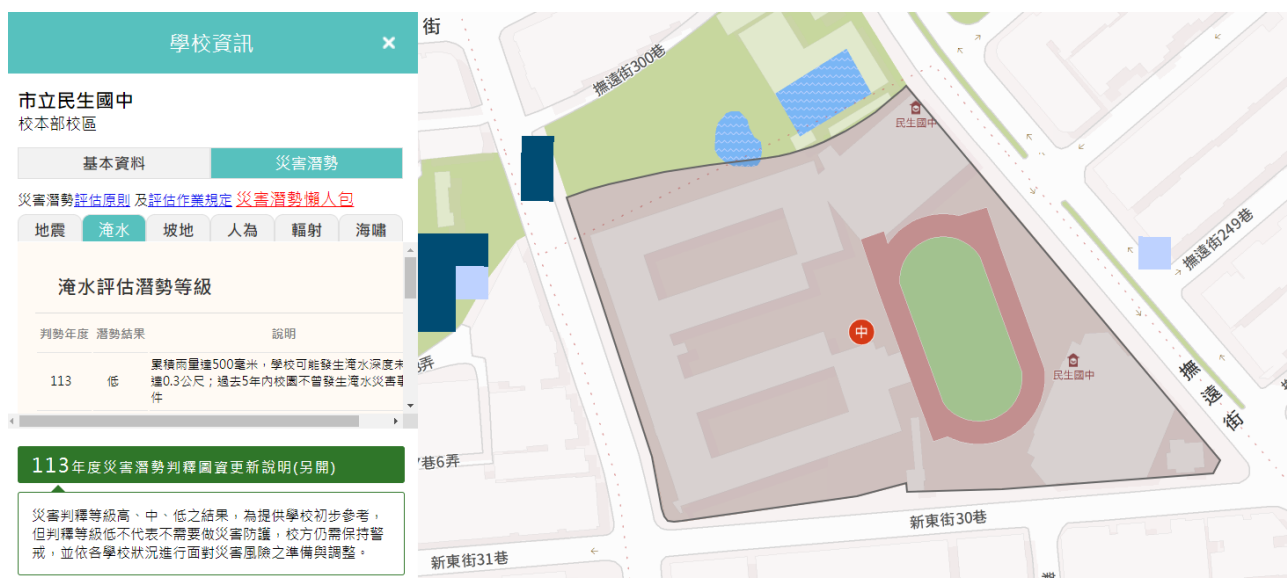 學校資訊 ×
市立民生國中
校本部校區
基本資料 災害潛勢
災害潛勢評估原則 及評估作業規定 災害潛勢懶人包
地震 淹水 坡地 人為 輻射 海嘯
淹水評估潛勢等級
判勢年度 潛勢結果 說明
113 低 累積雨量達500毫米，學校可能發生淹水深度未
達0.3公尺；過去5年內校園不曾發生淹水災害事
件
113年度災害潛勢判釋圖資更新說明(另開)
災害判釋等級高、中、低之結果，為提供學校初步參考，
但判釋等級低不代表不需要做災害防護，校方仍需保持警
戒，並依各學校狀況進行面對災害風險之準備與調整。
街
撫遠街300巷
民生國中
撫遠街249巷
中
民生國中
撫遠街
弄
巷6弄
新東街30巷
新東街31巷